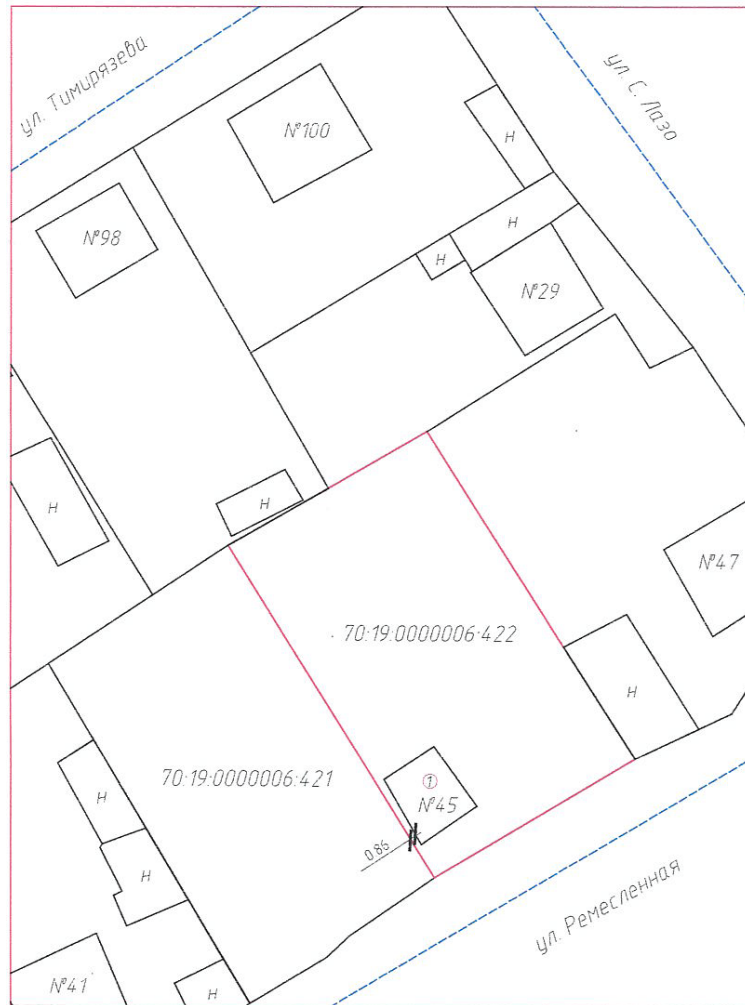 ул. Тимирязева
ул. С. Лазо
№100
Н
№98
Н
Н
№29
Н
Н
№47
70:19:0000006:422
Н
70:19:0000006:421
1
№45
Н
0.86
Н
ул. Ремесленная
№41
Н